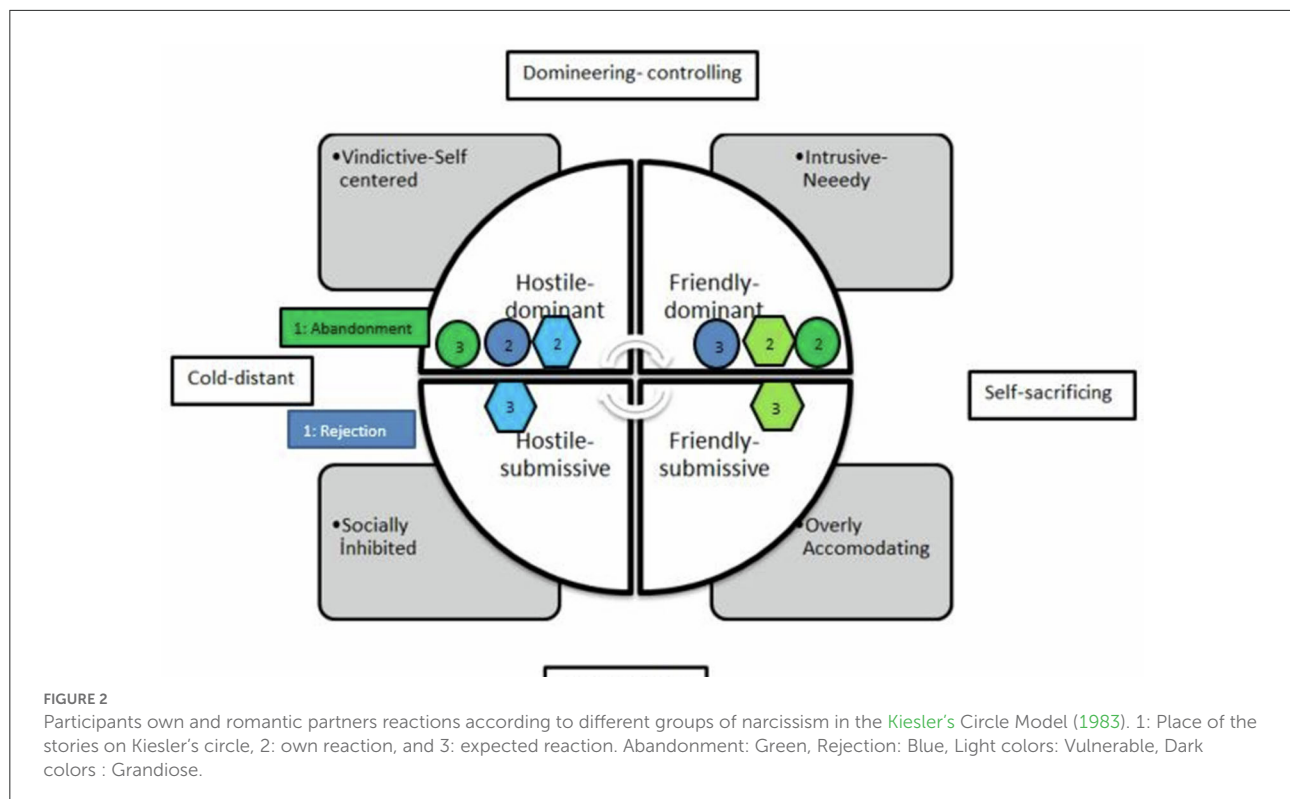 Domineering- controlling
•Vindictive-Self
centered
•Intrusive-
Neeedy
Hostile-
dominant
Friendly-
dominant
1: Abandonment
3
2
2
3
2
2
Cold-distant
Self-sacrificing
1: Rejection
3
3
Hostile-
submissive
Friendly-
submissive
•Socially
İnhibited
•Overly
Accomodating
FIGURE 2
Participants own and romantic partners reactions according to different groups of narcissism in the Kiesler's Circle Model (1983). 1: Place of the
stories on Kiesler's circle, 2: own reaction, and 3: expected reaction. Abandonment: Green, Rejection: Blue, Light colors: Vulnerable, Dark
colors : Grandiose.